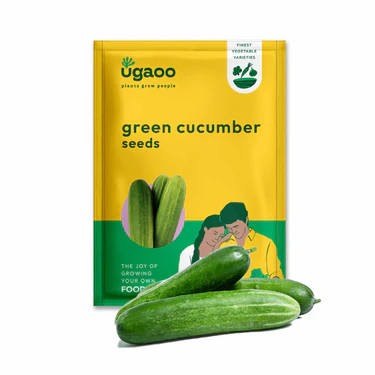 ugaoo
plants grow people
FINEST
VEGETABLE
VARIETIES
green cucumber
seeds
THE JOY OF
GROWING
YOUR OWN
FOOD